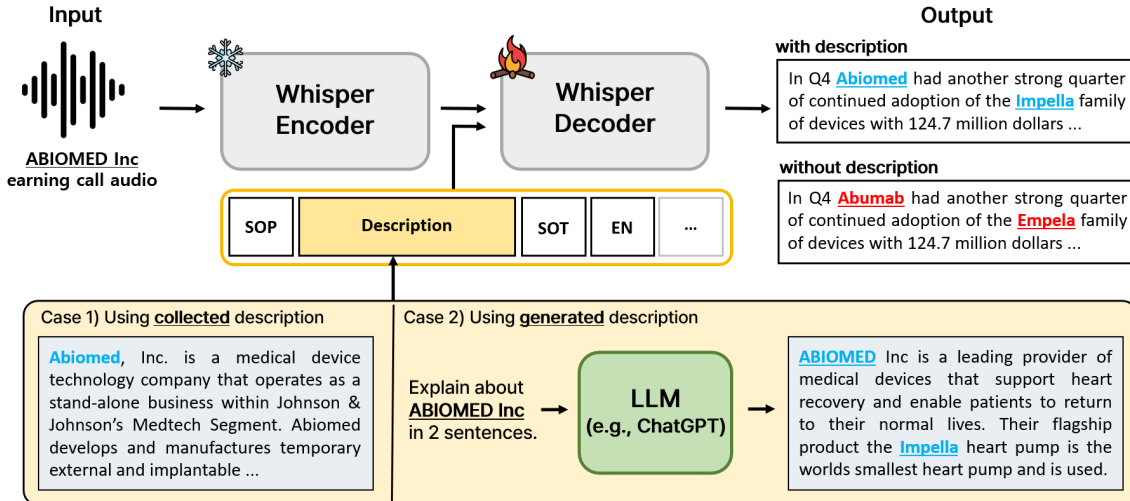 Input
Output
ABIOMED Inc
earning call audio
Whisper
Encoder
Whisper
Decoder
with description
In Q4 Abiomed had another strong quarter
of continued adoption of the Impella family
of devices with 124.7 million dollars ...
without description
In Q4 Abumab had another strong quarter
of continued adoption of the Empela family
of devices with 124.7 million dollars ...
SOP
Description
SOT
EN
...
Case 1) Using collected description
Abiomed, Inc. is a medical device
technology company that operates as a
stand-alone business within Johnson &
Johnson’s Medtech Segment. Abiomed
develops and manufactures temporary
external and implantable ...
Case 2) Using generated description
Explain about
ABIOMED Inc
in 2 sentences.
LLM
(e.g., ChatGPT)
ABIOMED Inc is a leading provider of
medical devices that support heart
recovery and enable patients to return
to their normal lives. Their flagship
product the Impella heart pump is the
worlds smallest heart pump and is used.